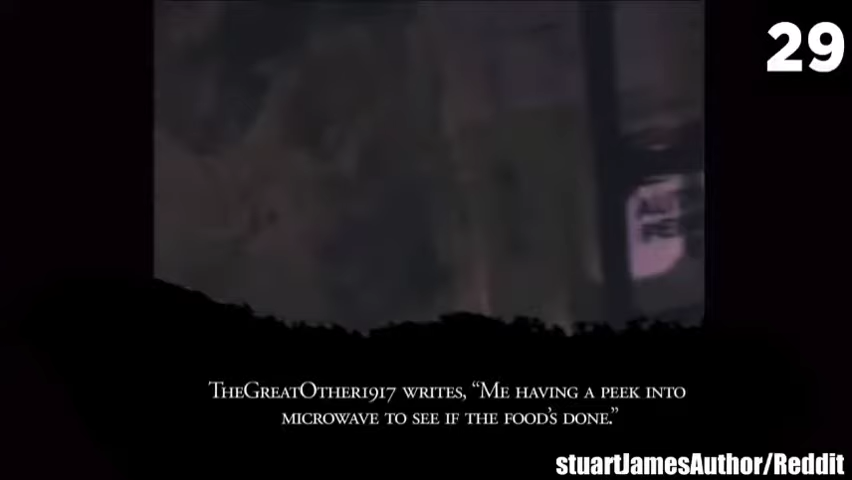 29
TheGreatOther1917 writes, “Me having a peek into
microwave to see if the food's done.”
stuartJamesAuthor/Reddit